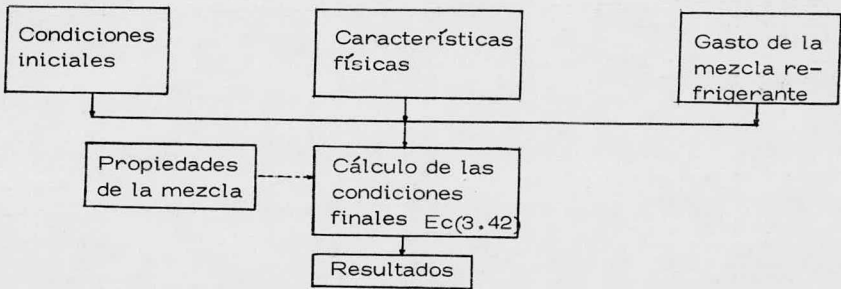 Condiciones
iniciales
Características
físicas
Gasto de la
mezcla re-
frigerante
Propiedades
de la mezcla
Cálculo de las
condiciones
finales Ec(3.42)
Resultados